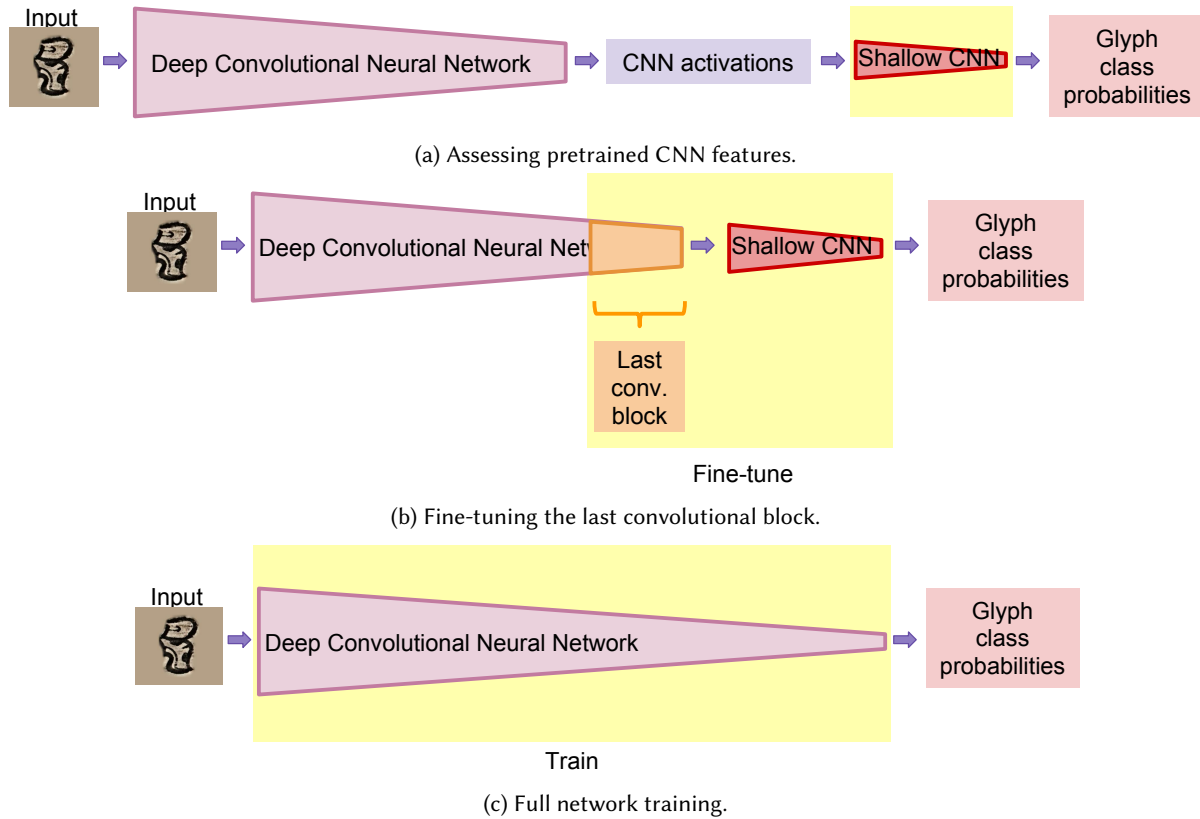 Input
Deep Convolutional Neural Network
CNN activations
Shallow CNN
Glyph
class
probabilities
(a) Assessing pretrained CNN features.
Input
Deep Convolutional Neural Netw
Shallow CNN
Glyph
class
probabilities
Last
conv.
block
Fine-tune
(b) Fine-tuning the last convolutional block.
Input
Deep Convolutional Neural Network
Glyph
class
probabilities
Train
(c) Full network training.